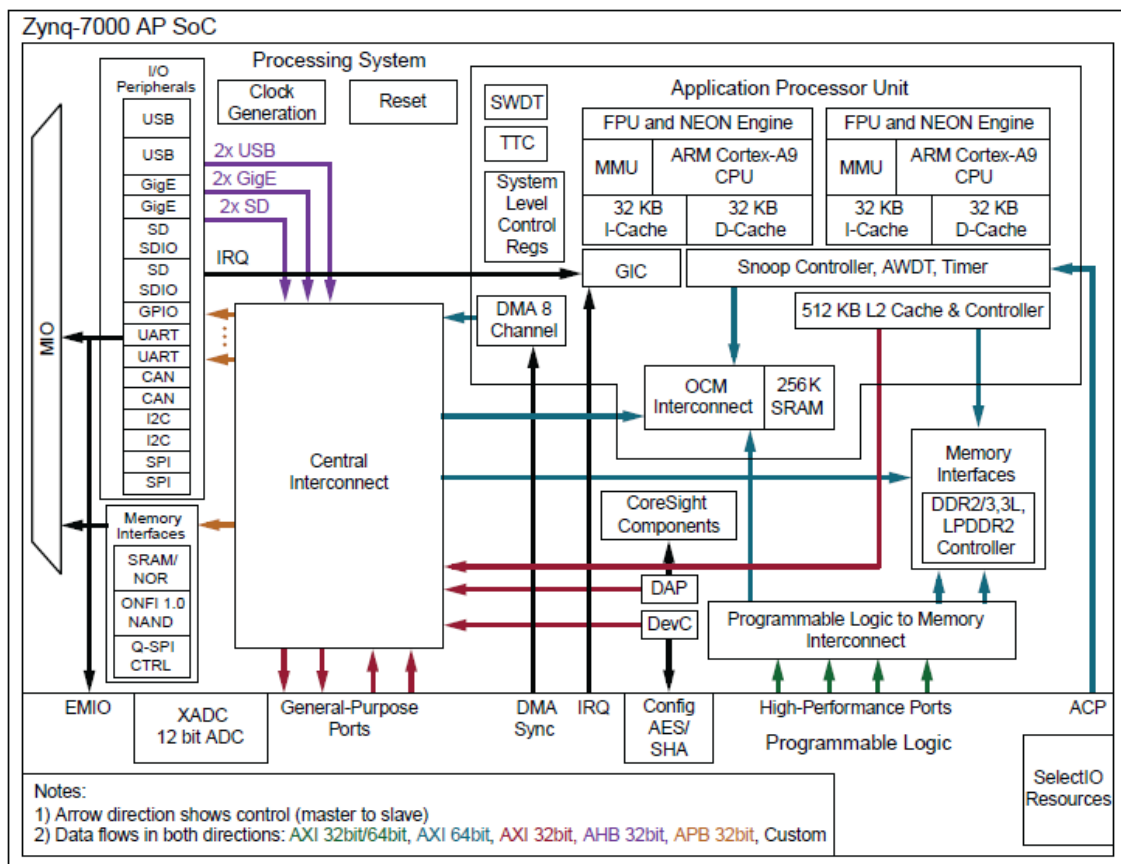 Zynq-7000 AP SoC
I/O
Peripherals
USB
USB
GigE
GigE
SD
SDIO
SD
SDIO
GPIO
UART
UART
CAN
CAN
I2C
I2C
SPI
SPI
MIO
Processing System
Clock
Generation
Reset
2x USB
2x GigE
2x SD
IRQ
Application Processor Unit
SWDT
TTC
System
Level
Control
Regs
FPU and NEON Engine
MMU
ARM Cortex-A9
CPU
32 KB
I-Cache
32 KB
D-Cache
FPU and NEON Engine
MMU
ARM Cortex-A9
CPU
32 KB
I-Cache
32 KB
D-Cache
GIC
Snoop Controller, AWDT, Timer
DMA 8
Channel
512 KB L2 Cache & Controller
OCM
Interconnect
256K
SRAM
Central
Interconnect
Memory
Interfaces
DDR2/3,3L,
LPDDR2
Controller
CoreSight
Components
DAP
DevC
Programmable Logic to Memory
Interconnect
Memory
Interfaces
SRAM/
NOR
ONFI 1.0
NAND
Q-SPI
CTRL
EMIO
XADC
12 bit ADC
General-Purpose
Ports
DMA
Sync
IRQ
Config
AES/
SHA
High-Performance Ports
ACP
Programmable Logic
SelectIO
Resources
Notes:
1) Arrow direction shows control (master to slave)
2) Data flows in both directions: AXI 32bit/64bit, AXI 64bit, AXI 32bit, AHB 32bit, APB 32bit, Custom